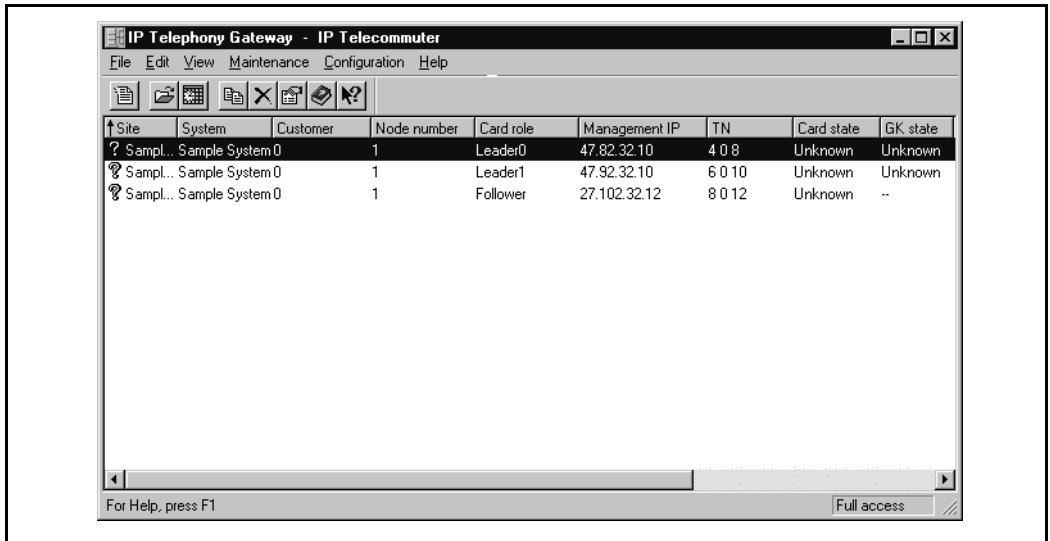 IP Telephony Gateway - IP Telecommuter
File Edit View Maintenance Configuration Help
Site System Customer Node number Card role Management IP TN Card state GK state
? Sampl... Sample System 0 1 Leader0 47.82.32.10 4 0 8 Unknown Unknown
? Sampl... Sample System 0 1 Leader1 47.92.32.10 6 0 10 Unknown Unknown
? Sampl... Sample System 0 1 Follower 27.102.32.12 8 0 12 Unknown --
For Help, press F1 Full access